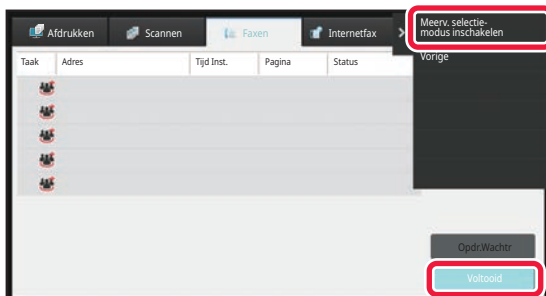 Afdrukken Scannen Faxen Internetfax
Meerv. selectie-
modus inschakelen
Vorige
Taak Adres Tijd Inst. Pagina Status
Opdr.Wachtr
Voltooid